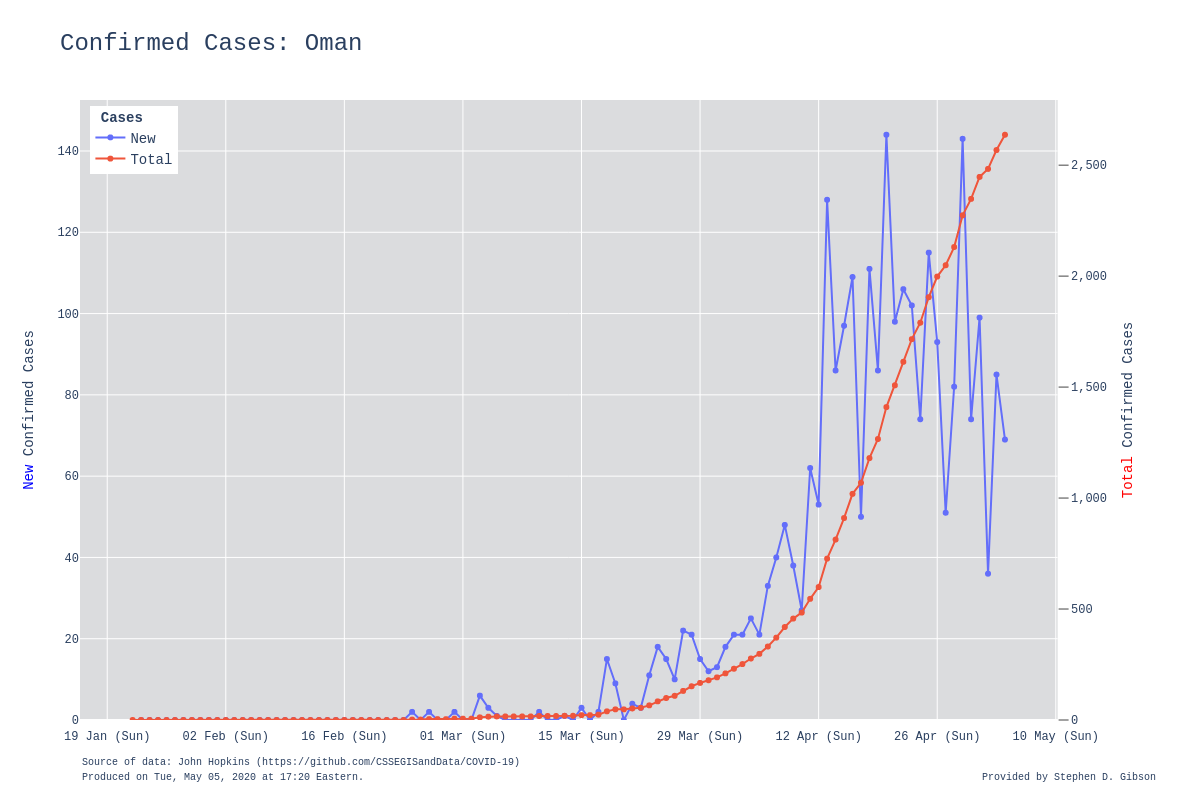 Confirmed Cases: Oman
Cases
New
Total
140
120
100
80
60
40
20
0
2,500
2,000
1,500
1,000
500
0
New Confirmed Cases
Total Confirmed Cases
19 Jan (Sun) 02 Feb (Sun) 16 Feb (Sun) 01 Mar (Sun) 15 Mar (Sun) 29 Mar (Sun) 12 Apr (Sun) 26 Apr (Sun) 10 May (Sun)
Source of data: John Hopkins (https://github.com/CSSEGISandData/COVID-19)
Produced on Tue, May 05, 2020 at 17:20 Eastern.
Provided by Stephen D. Gibson